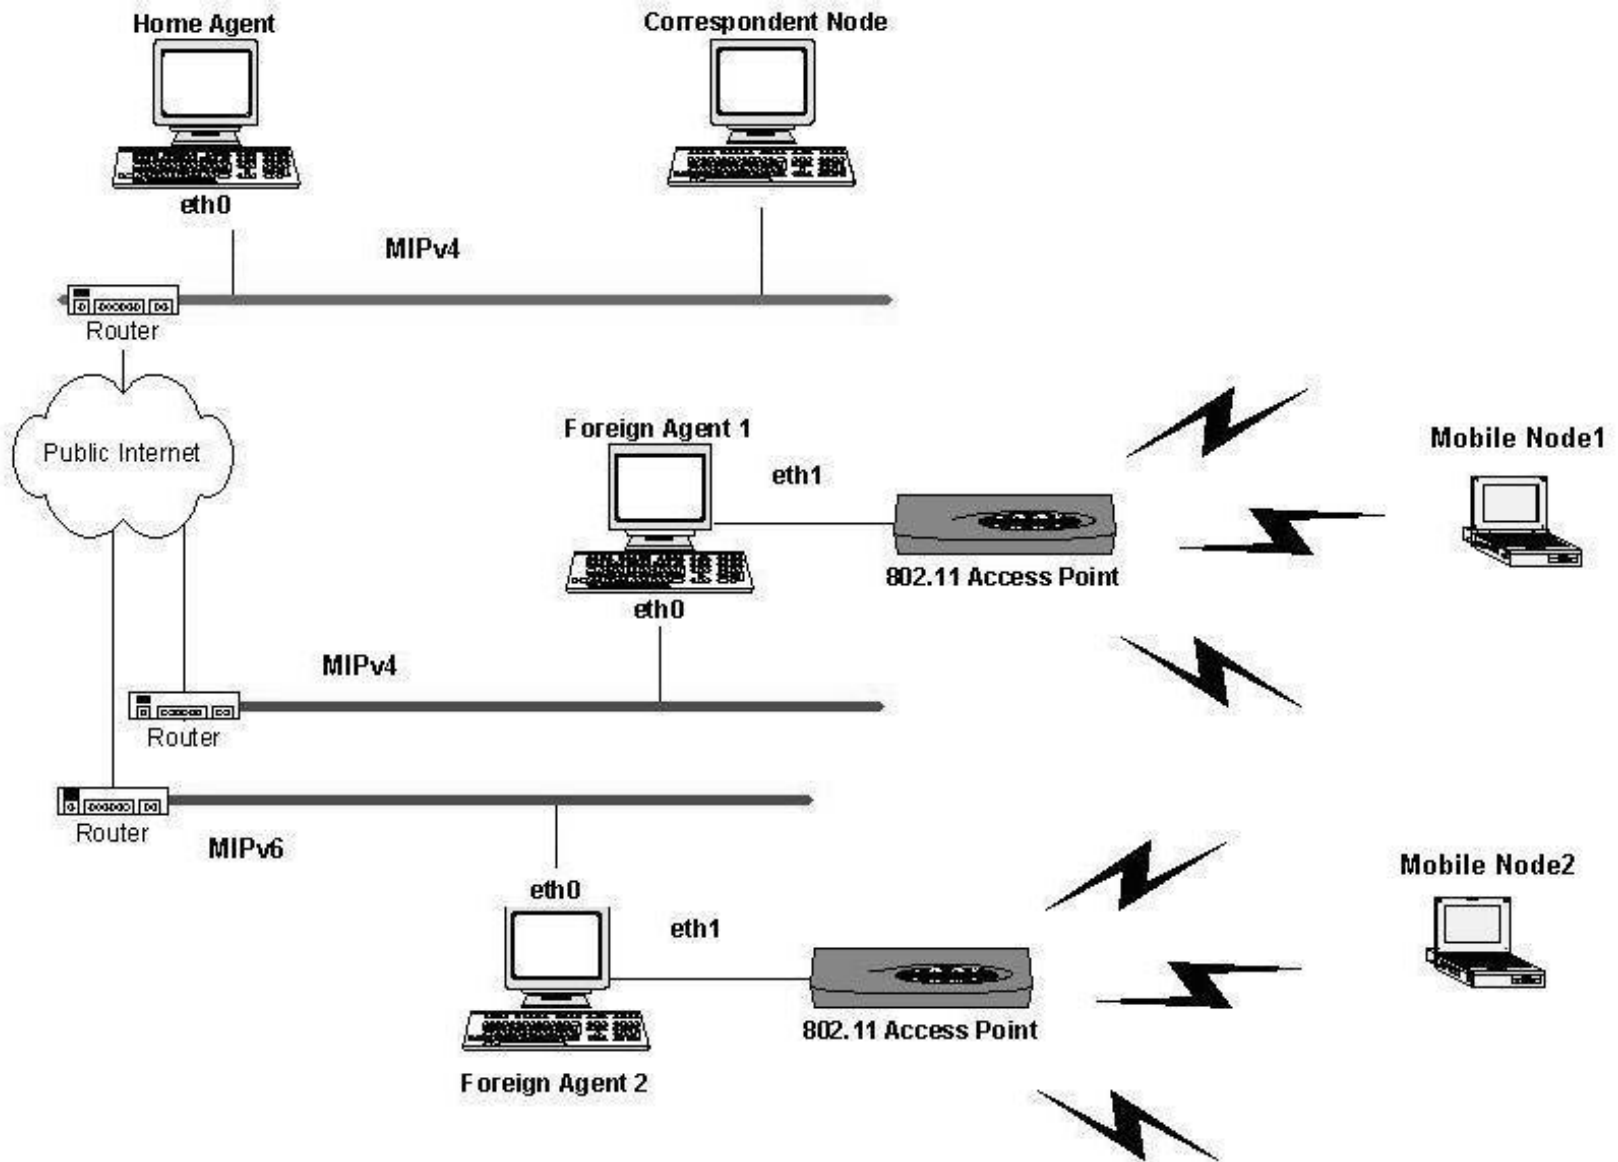 Home Agent
Correspondent Node
eth0
MIPv4
Router
Public Internet
Foreign Agent 1
eth1
Mobile Node1
802.11 Access Point
eth0
MIPv4
Router
Router
MIPv6
eth0
eth1
Mobile Node2
802.11 Access Point
Foreign Agent 2